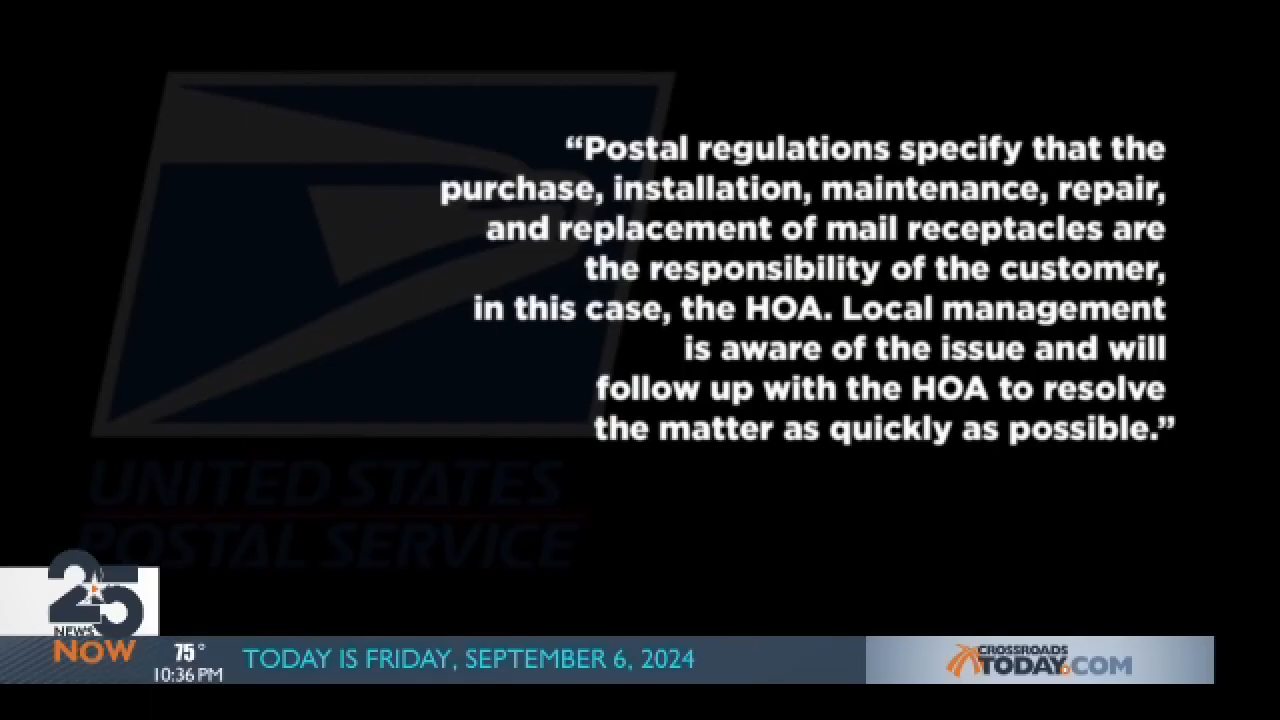 “Postal regulations specify that the
purchase, installation, maintenance, repair,
and replacement of mail receptacles are
the responsibility of the customer,
in this case, the HOA. Local management
is aware of the issue and will
follow up with the HOA to resolve
the matter as quickly as possible.”
UNITED STATES
POSTAL SERVICE
25
NEWS
NOW
75°
10:36 PM
TODAY IS FRIDAY, SEPTEMBER 6, 2024
CROSSROADS
TODAY.COM